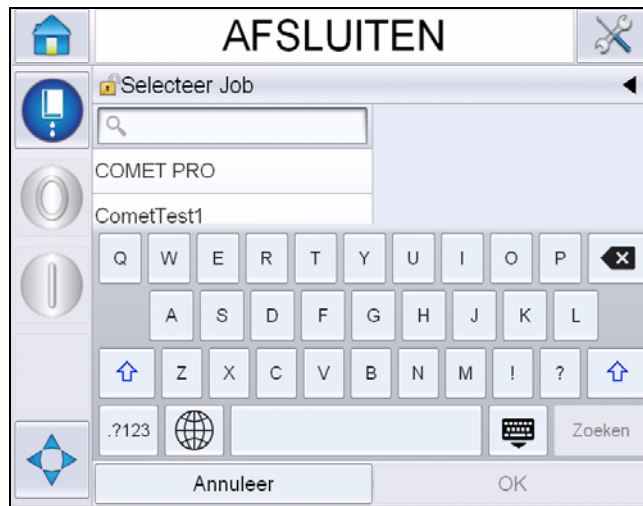 AFSLUITEN
Selecteer Job
COMET PRO
CometTest1
Q W E R T Y U I O P
A S D F G H J K L
Z X C V B N M ! ?
.?123 Zoeken
Annuleer OK